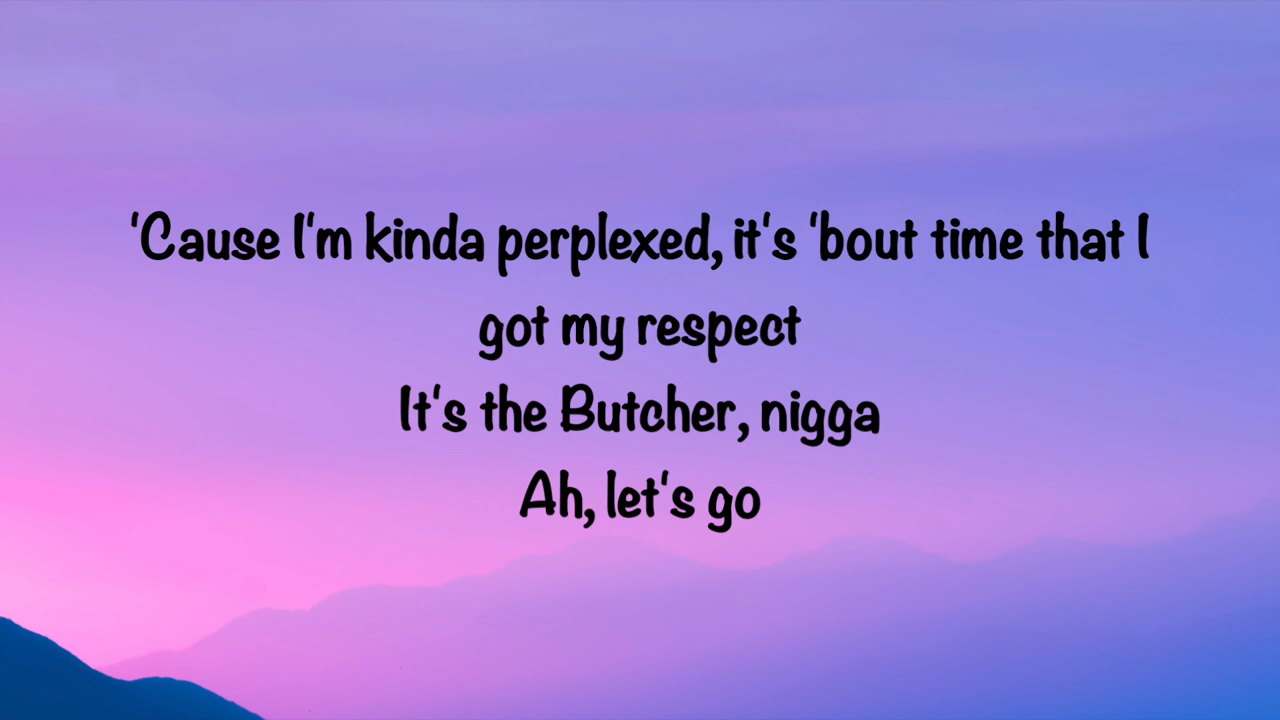 'Cause I'm kinda perplexed, it's 'bout time that I
got my respect
It's the Butcher, nigga
Ah, let's go